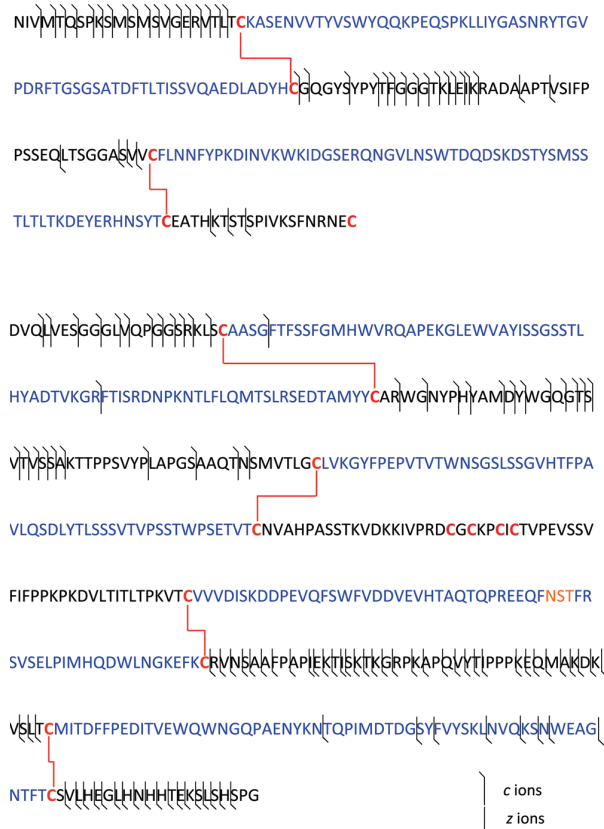 NIVMTQSPKSMSMSVGERVTLTCKASENVVTYVSWYQQKPEQSPKLLIYGASNRYTGV
PDRFTGSGSATDFTLTISSVQAEDLADYHCGQGYSYPYTFGGGTKLEIKRADAAPTVSIFP
PSSEQLTSGGASVVCFLNNFYPKDINVKWKIDGSERQNGVLNSWTDQDSKDSTYSMSS
TLTLTKDEYERHNSYTCEATHKTSTSPIVKSFNRNEC
DVQLVESGGGLVQPGGSRKLSCAASGFTFSSFGMHWVRQAPEKGLEWVAYISSGSSTL
HYADTVKGRFTISRDNPKNTLFLQMTSLRSEDTAMYYCARWGNYPHYAMDYWGQGTS
VTVSSAKTTPPSVYPLAPGSAAQTNSMVTLGCLVKGYFPEPVTVTWNSGSLSSGVHTFPA
VLQSDLYTLSSSVTVPSSTWPSETVTCNVAHPASSTKVDKKIVPRDCGCKPCICTVPEVSSV
FIFPPKPKDVLTITLTPKVTCVVVDISKDDPEVQFSWFVDDVEVHTAQTQPREEQFNSTFR
SVSELPIMHQDWLNGKEFKCRVNSAAFPAPIEKTISKTKGRPKAPQVYTIPPPKEQMAKDK
VSLTCMITDFFPEDITVEWQWNGQPAENYKNTQPIMDTDGSYFVYSKLNVQKSNWEAG
NTFTCSVLHEGLHNHHTEKSLSHSPG
c ions
z ions